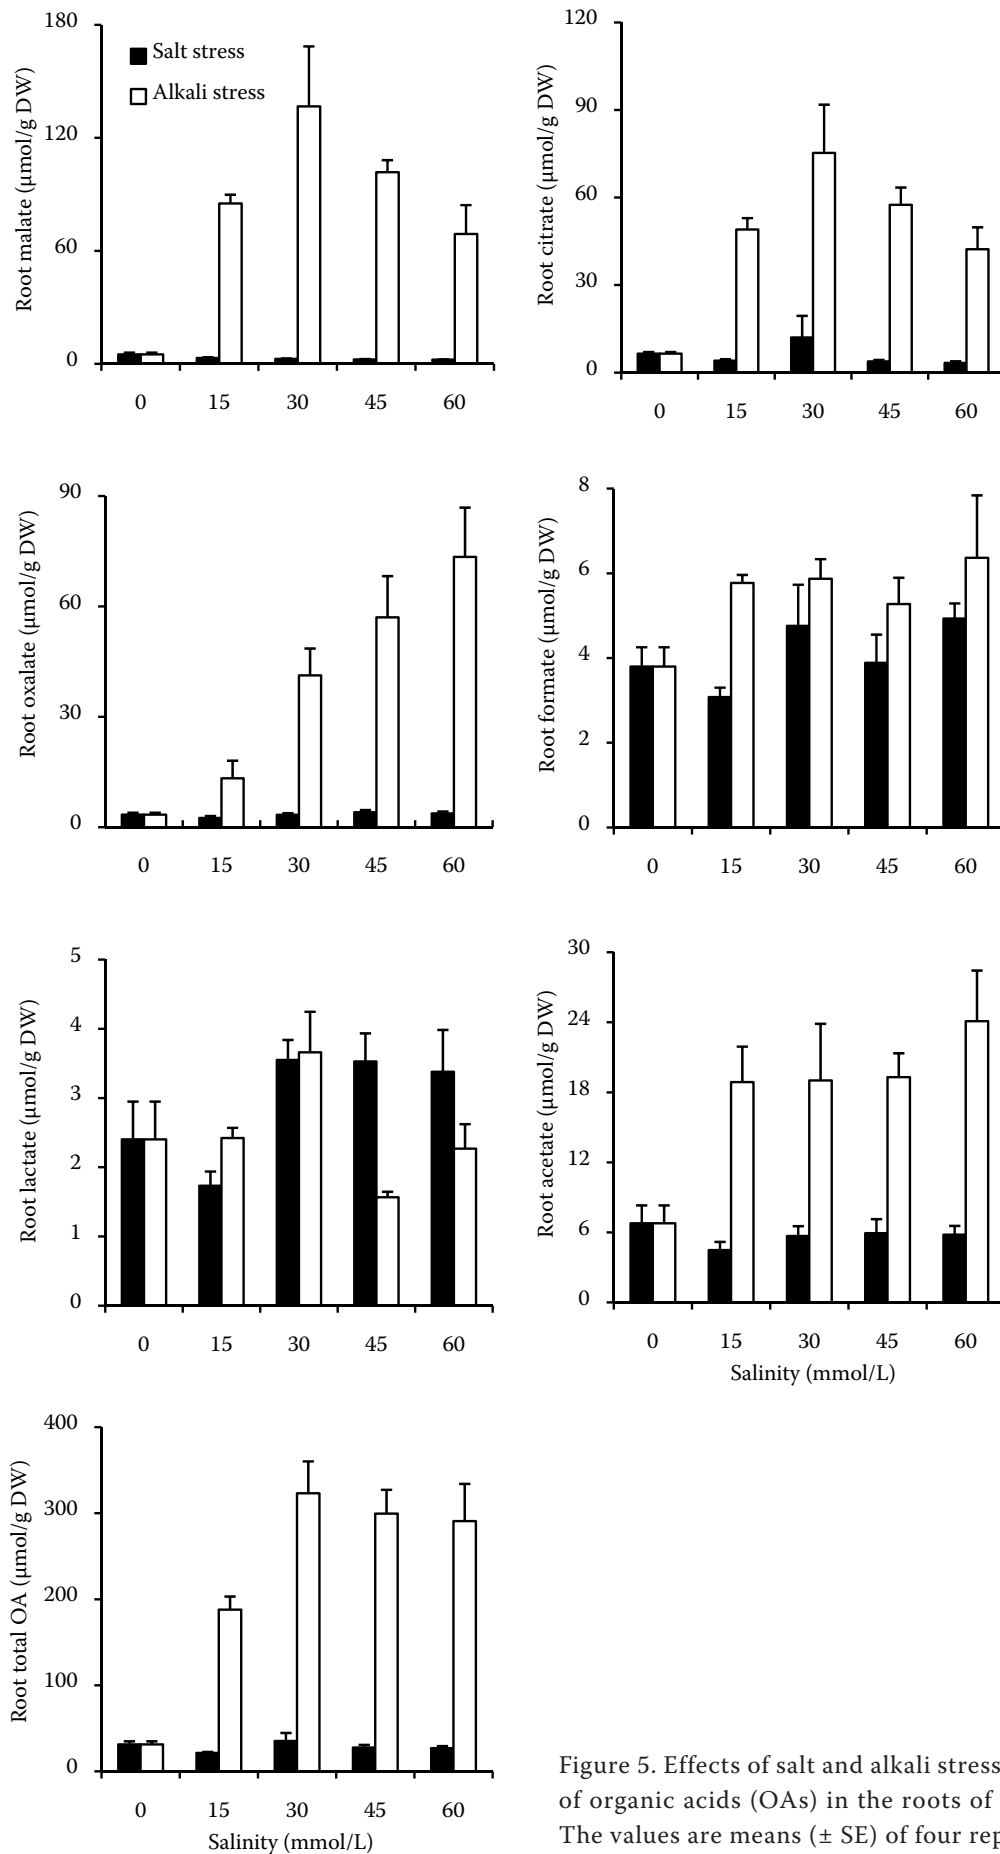 180
120
60
0
Root malate (μmol/g DW)
Salt stress
Alkali stress
0 15 30 45 60
120
90
60
30
0
Root citrate (μmol/g DW)
0 15 30 45 60
90
60
30
0
Root oxalate (μmol/g DW)
0 15 30 45 60
8
6
4
2
0
Root formate (μmol/g DW)
0 15 30 45 60
5
4
3
2
1
0
Root lactate (μmol/g DW)
0 15 30 45 60
30
24
18
12
6
0
Root acetate (μmol/g DW)
0 15 30 45 60
Salinity (mmol/L)
400
300
200
100
0
Root total OA (μmol/g DW)
0 15 30 45 60
Salinity (mmol/L)
Figure 5. Effects of salt and alkali stress
of organic acids (OAs) in the roots of
The values are means (± SE) of four rep